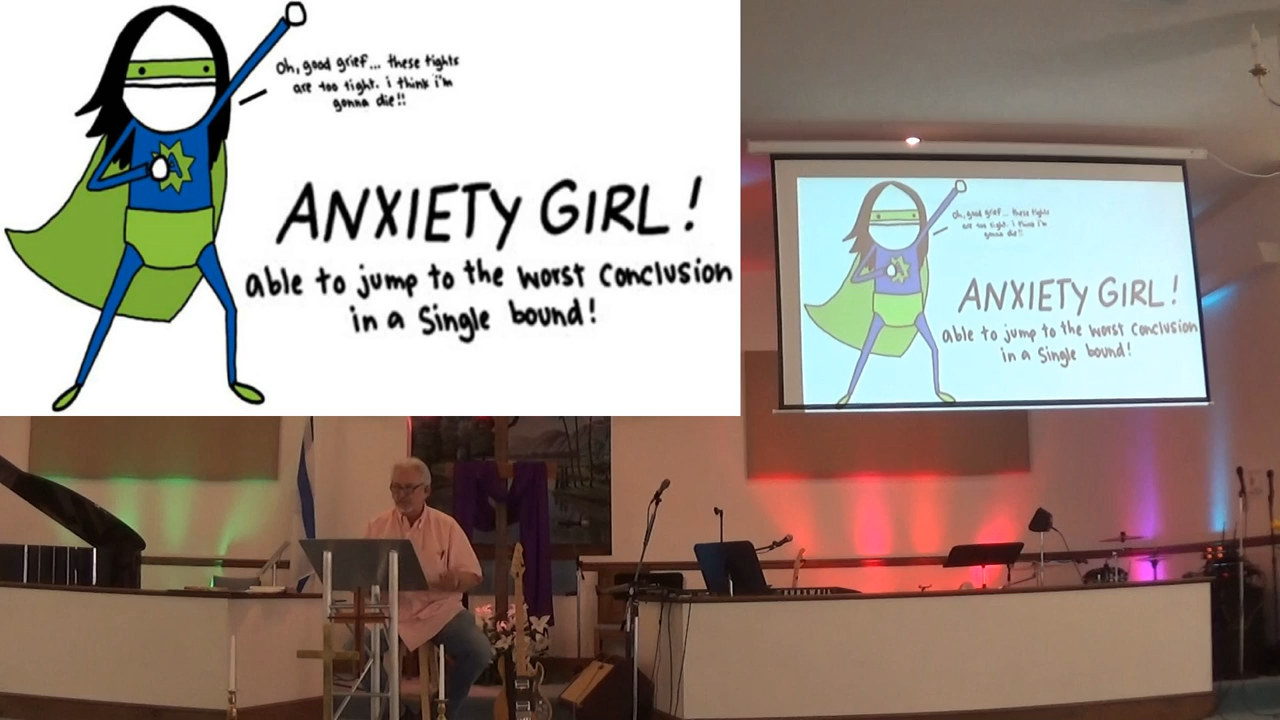 Oh, good grief... these tights
are too tight. i think i'm
gonna die!!
A
ANXIETY GIRL!
able to jump to the worst conclusion
in a single bound!
Oh, good grief... these tights
are too tight. i think i'm
gonna die!!
ANXIETY GIRL!
able to jump to the worst conclusion
in a single bound!